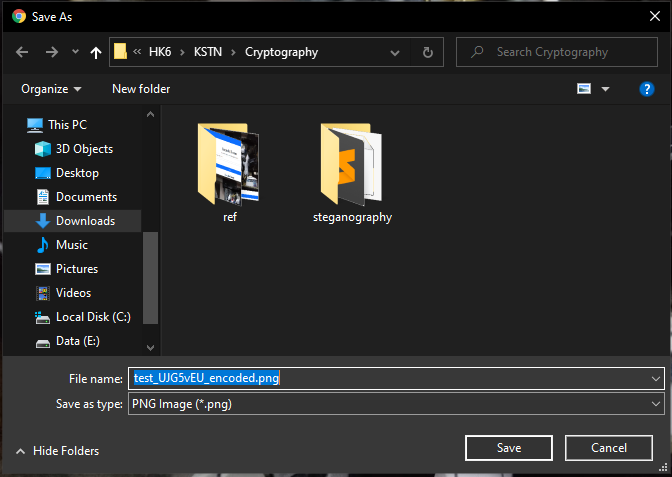 Save As
« HK6 › KSTN › Cryptography
Search Cryptography
Organize
New folder
?
This PC
3D Objects
Desktop
Documents
Downloads
Music
Pictures
Videos
Local Disk (C:)
Data (E:)
ref
steganography
File name: test_UJG5vEU_encoded.png
Save as type: PNG Image (*.png)
Hide Folders
Save
Cancel